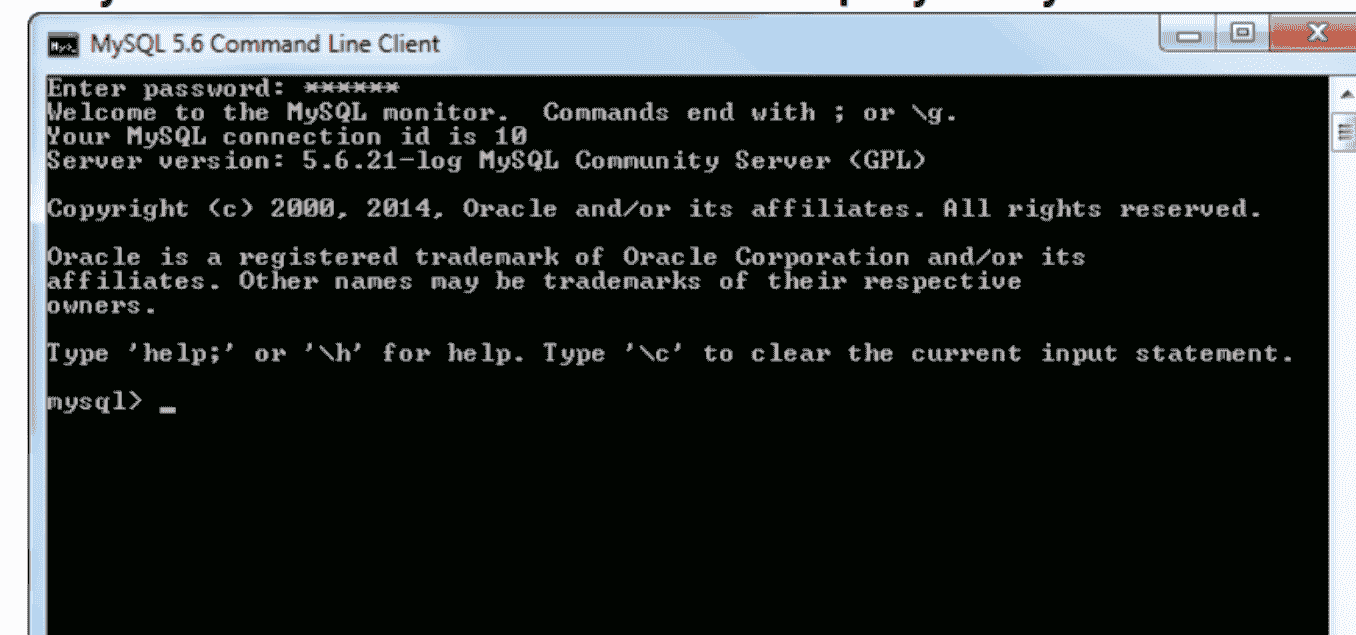 MySQL 5.6 Command Line Client
Enter password: ******
Welcome to the MySQL monitor.  Commands end with ; or \g.
Your MySQL connection id is 10
Server version: 5.6.21-log MySQL Community Server (GPL)
Copyright (c) 2000, 2014, Oracle and/or its affiliates. All rights reserved.
Oracle is a registered trademark of Oracle Corporation and/or its
affiliates. Other names may be trademarks of their respective
owners.
Type 'help;' or '\h' for help. Type '\c' to clear the current input statement.
mysql> _